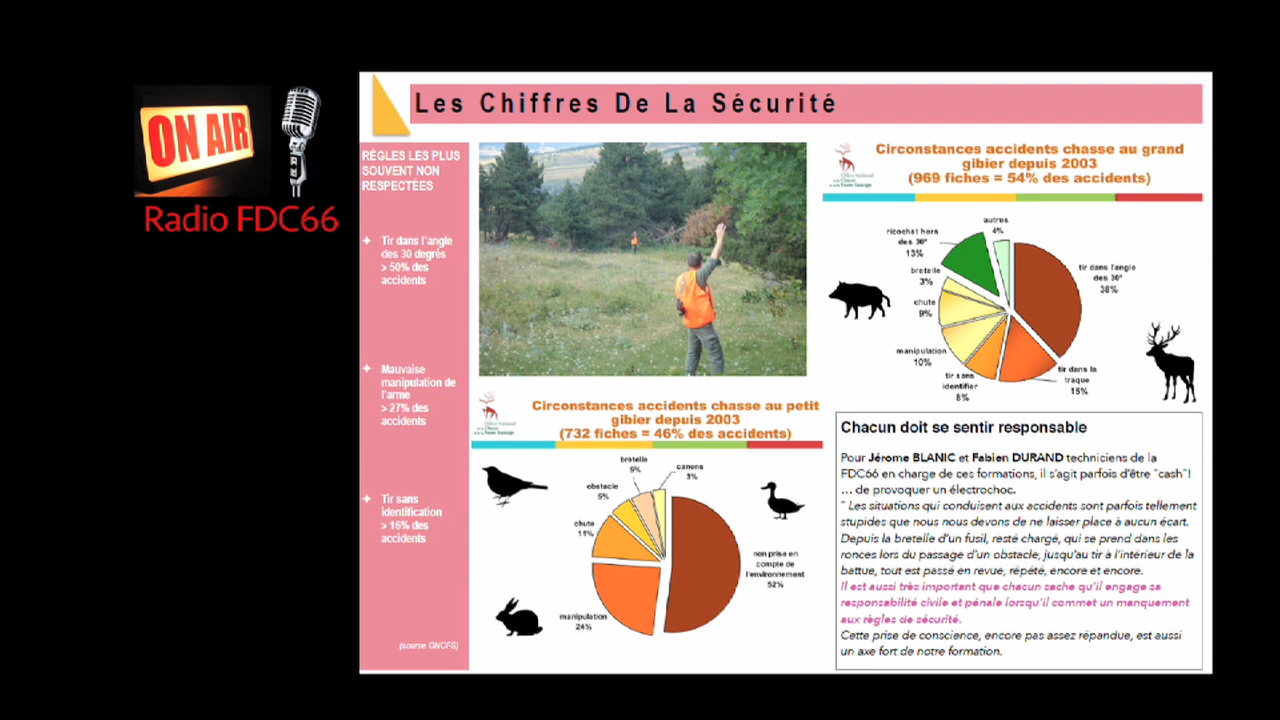 ON AIR
Radio FDC66
Les Chiffres De La Sécurité
RÈGLES LES PLUS
SOUVENT NON
RESPECTÉES
Tir dans l'angle
des 30 degrés
> 50% des
accidents
Mauvaise
manipulation de
l'arme
> 27% des
accidents
Tir sans
identification
> 16% des
accidents
(source ONCFS)
Circonstances accidents chasse au grand
gibier depuis 2003
(969 fiches = 54% des accidents)
autres
4%
ricochet hors
des 30°
13%
bretelle
3%
chute
9%
manipulation
10%
tir sans
identifier
8%
tir dans la
traque
15%
tir dans l'angle
des 30°
38%
Circonstances accidents chasse au petit
gibier depuis 2003
(732 fiches = 46% des accidents)
bretelle
5%
canons
3%
obstacle
5%
chute
11%
manipulation
24%
non prise en
compte de
l'environnement
52%
Chacun doit se sentir responsable
Pour Jérome BLANIC et Fabien DURAND techniciens de la
FDC66 en charge de ces formations, il s'agit parfois d'être "cash"!
... de provoquer un électrochoc.
" Les situations qui conduisent aux accidents sont parfois tellement
stupides que nous nous devons de ne laisser place à aucun écart.
Depuis la bretelle d'un fusil, resté chargé, qui se prend dans les
ronces lors du passage d'un obstacle, jusqu'au tir à l'intérieur de la
battue, tout est passé en revue, répété, encore et encore.
Il est aussi très important que chacun sache qu'il engage sa
responsabilité civile et pénale lorsqu'il commet un manquement
aux règles de sécurité.
Cette prise de conscience, encore pas assez répandue, est aussi
un axe fort de notre formation.